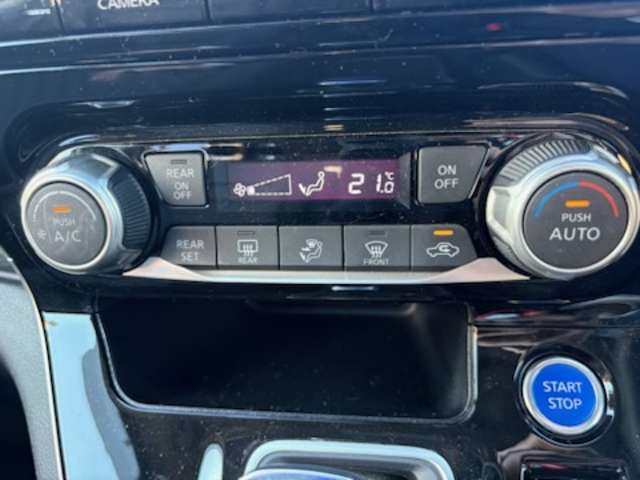 CAMERA
REAR
ON
OFF
21.0 °C
ON
OFF
PUSH
A/C
REAR
SET
REAR
FRONT
PUSH
AUTO
START
STOP